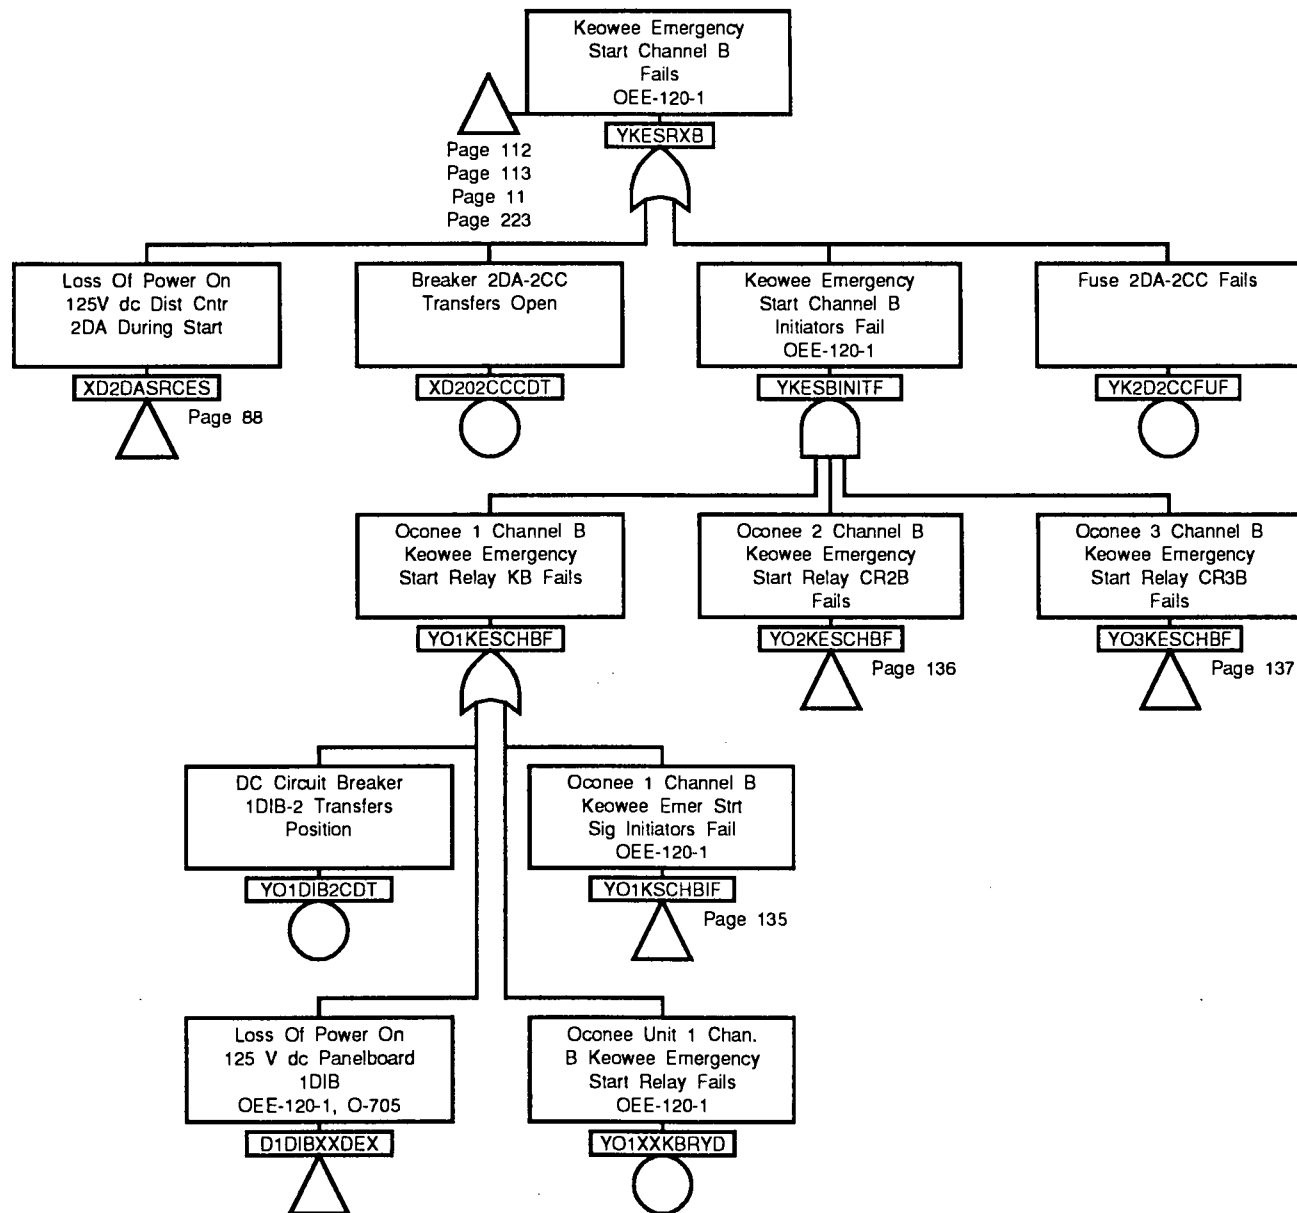 Keowee Emergency
Start Channel B
Fails
OEE-120-1
YKESRXB
Page 112
Page 113
Page 11
Page 223
Loss Of Power On
125V dc Dist Cntr
2DA During Start
XD2DASRCES
Page 88
Breaker 2DA-2CC
Transfers Open
XD202CCCDT
Keowee Emergency
Start Channel B
Initiators Fail
OEE-120-1
YKESBINITF
Fuse 2DA-2CC Fails
YK2D2CCFUF
Oconee 1 Channel B
Keowee Emergency
Start Relay KB Fails
YO1KESCHBF
Oconee 2 Channel B
Keowee Emergency
Start Relay CR2B
Fails
YO2KESCHBF
Page 136
Oconee 3 Channel B
Keowee Emergency
Start Relay CR3B
Fails
YO3KESCHBF
Page 137
DC Circuit Breaker
1DIB-2 Transfers
Position
YO1DIB2CDT
Oconee 1 Channel B
Keowee Emer Strt
Sig Initiators Fail
OEE-120-1
YO1KSCHBIF
Page 135
Loss Of Power On
125 V dc Panelboard
1DIB
OEE-120-1, O-705
D1DIBXXDEX
Oconee Unit 1 Chan.
B Keowee Emergency
Start Relay Fails
OEE-120-1
YO1XXKBRYD